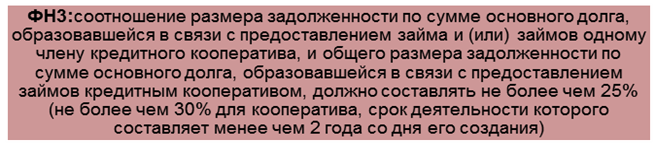 ФН3:соотношение размера задолженности по сумме основного долга,
образовавшейся в связи с предоставлением займа и (или) займов одному
члену кредитного кооператива, и общего размера задолженности по
сумме основного долга, образовавшейся в связи с предоставлением
займов кредитным кооперативом, должно составлять не более чем 25%
(не более чем 30% для кооператива, срок деятельности которого
составляет менее чем 2 года со дня его создания)